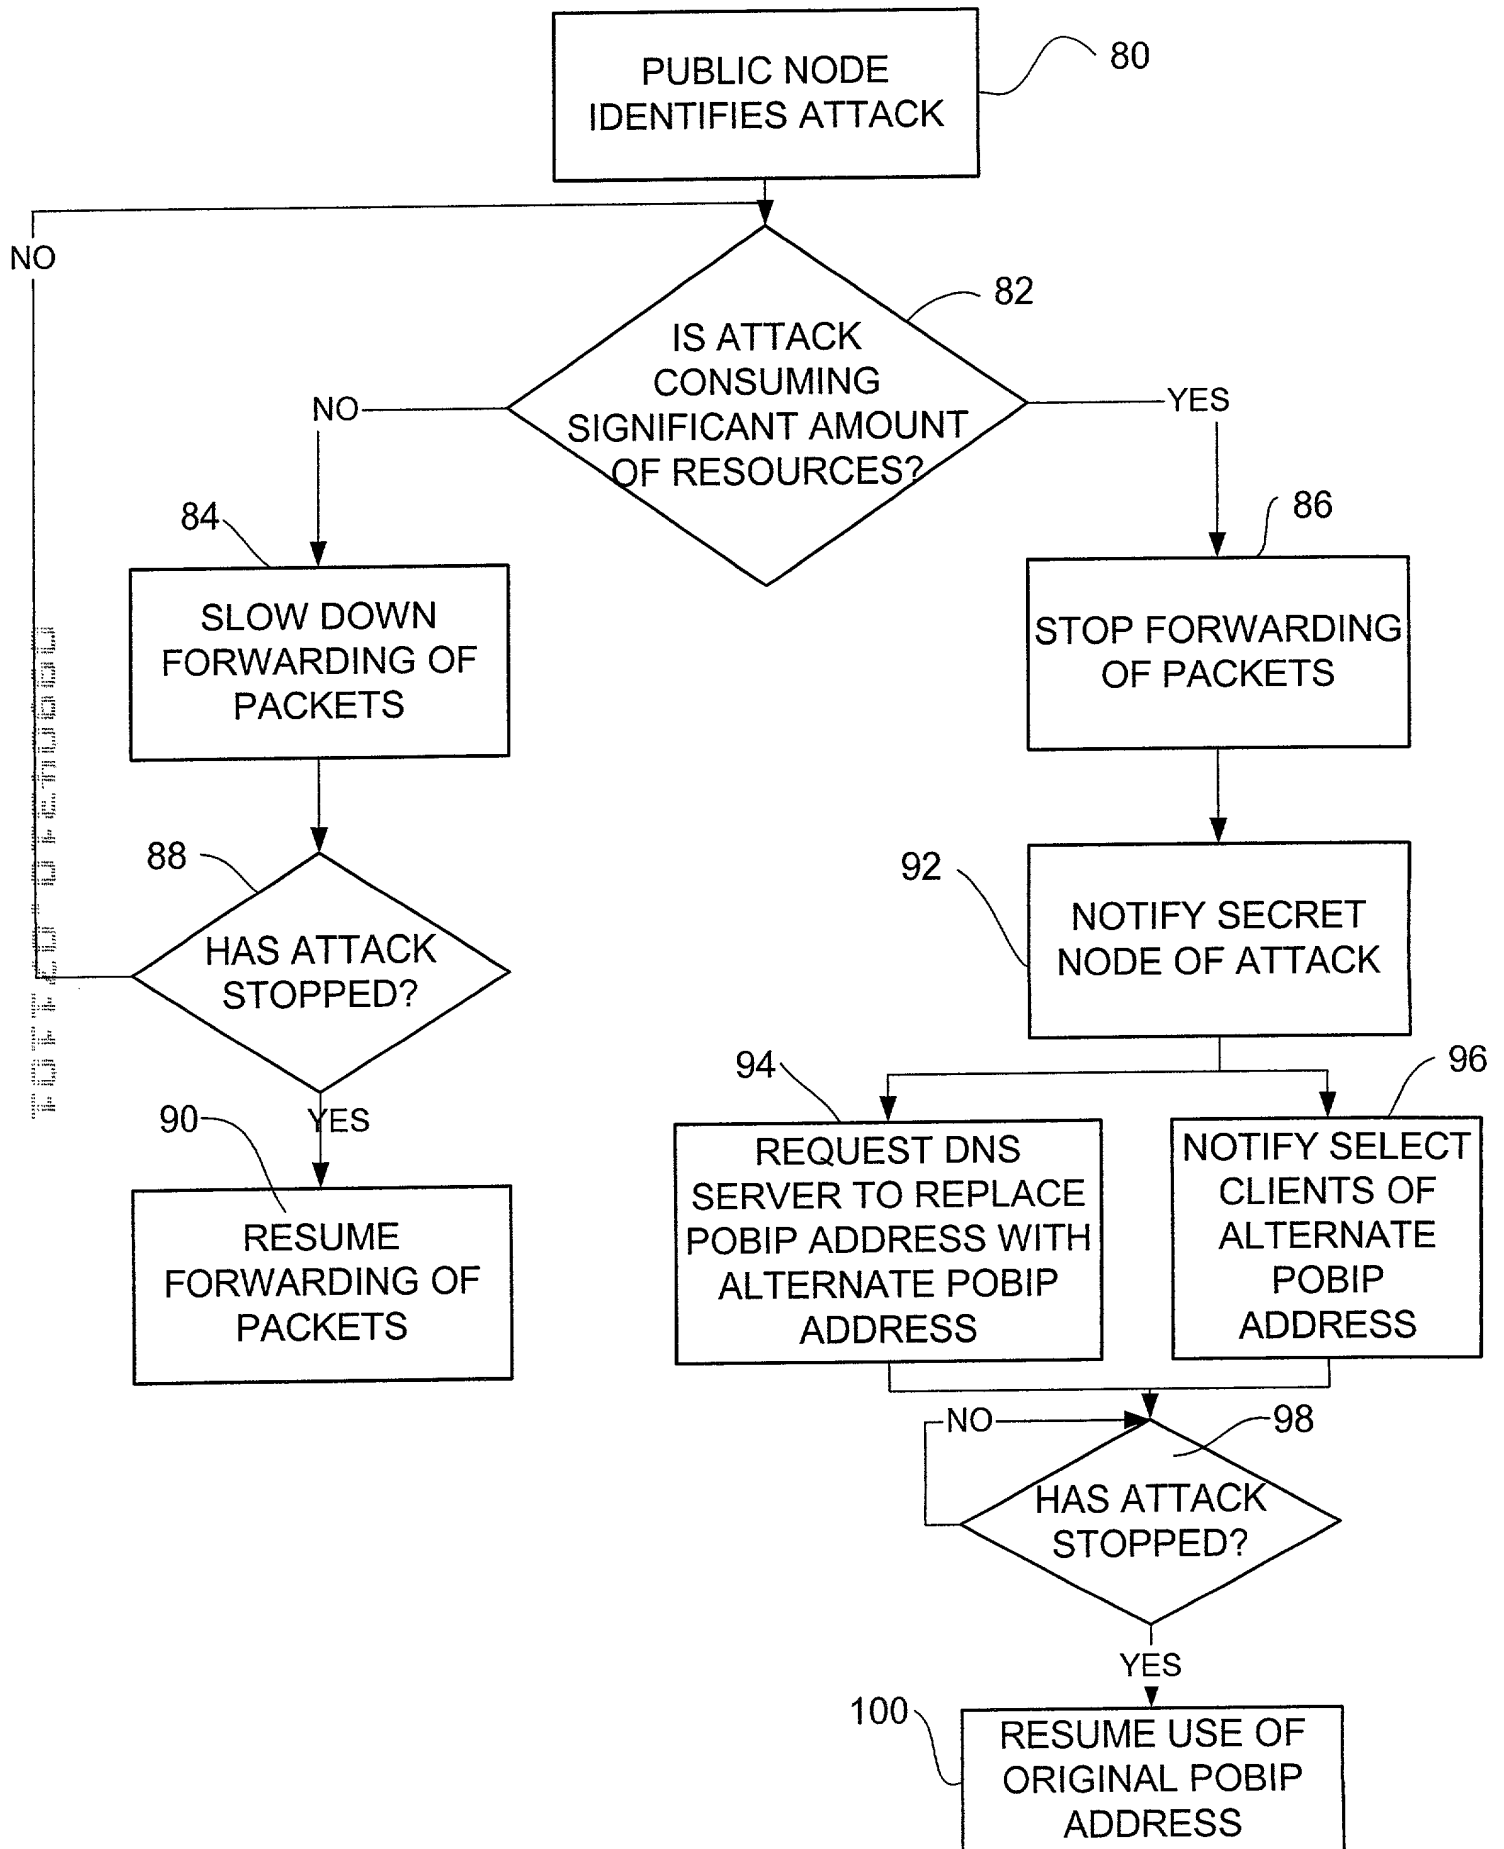 PUBLIC NODE
IDENTIFIES ATTACK
80
NO
82
IS ATTACK
CONSUMING
SIGNIFICANT AMOUNT
OF RESOURCES?
NO
YES
84
SLOW DOWN
FORWARDING OF
PACKETS
86
STOP FORWARDING
OF PACKETS
88
HAS ATTACK
STOPPED?
92
NOTIFY SECRET
NODE OF ATTACK
YES
90
RESUME
FORWARDING OF
PACKETS
94
REQUEST DNS
SERVER TO REPLACE
POBIP ADDRESS WITH
ALTERNATE POBIP
ADDRESS
96
NOTIFY SELECT
CLIENTS OF
ALTERNATE
POBIP
ADDRESS
NO
98
HAS ATTACK
STOPPED?
YES
100
RESUME USE OF
ORIGINAL POBIP
ADDRESS